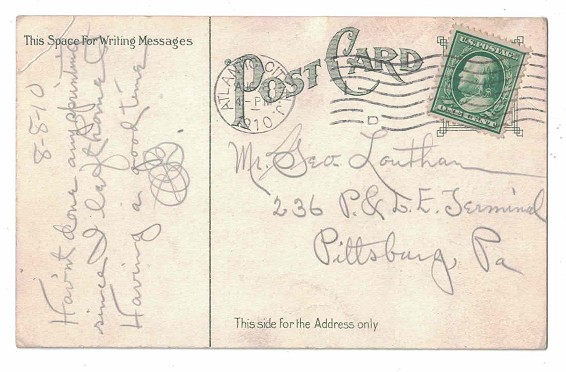 This Space For Writing Messages
POST CARD
ATLANTIC CITY
4-PM
1910
N.J.
D
U.S. POSTAGE
ONE CENT
8-8-10
Havn't done any
since I left home
Having a good time
Mr. Geo. Louthan
236 P. & L. E. Terminal
Pittsburg, Pa
This side for the Address only